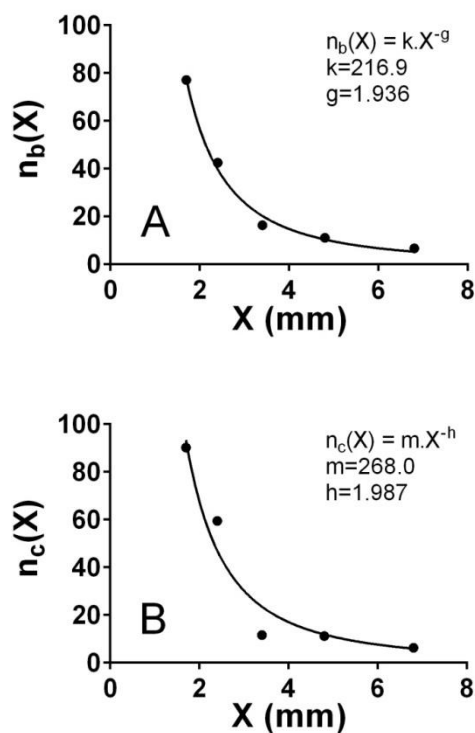 100
80
60
40
20
0
n_b(X)
n_b(X) = k.X^-g
k=216.9
g=1.936
A
0 2 4 6 8
X (mm)
100
80
60
40
20
0
n_c(X)
n_c(X) = m.X^-h
m=268.0
h=1.987
B
0 2 4 6 8
X (mm)